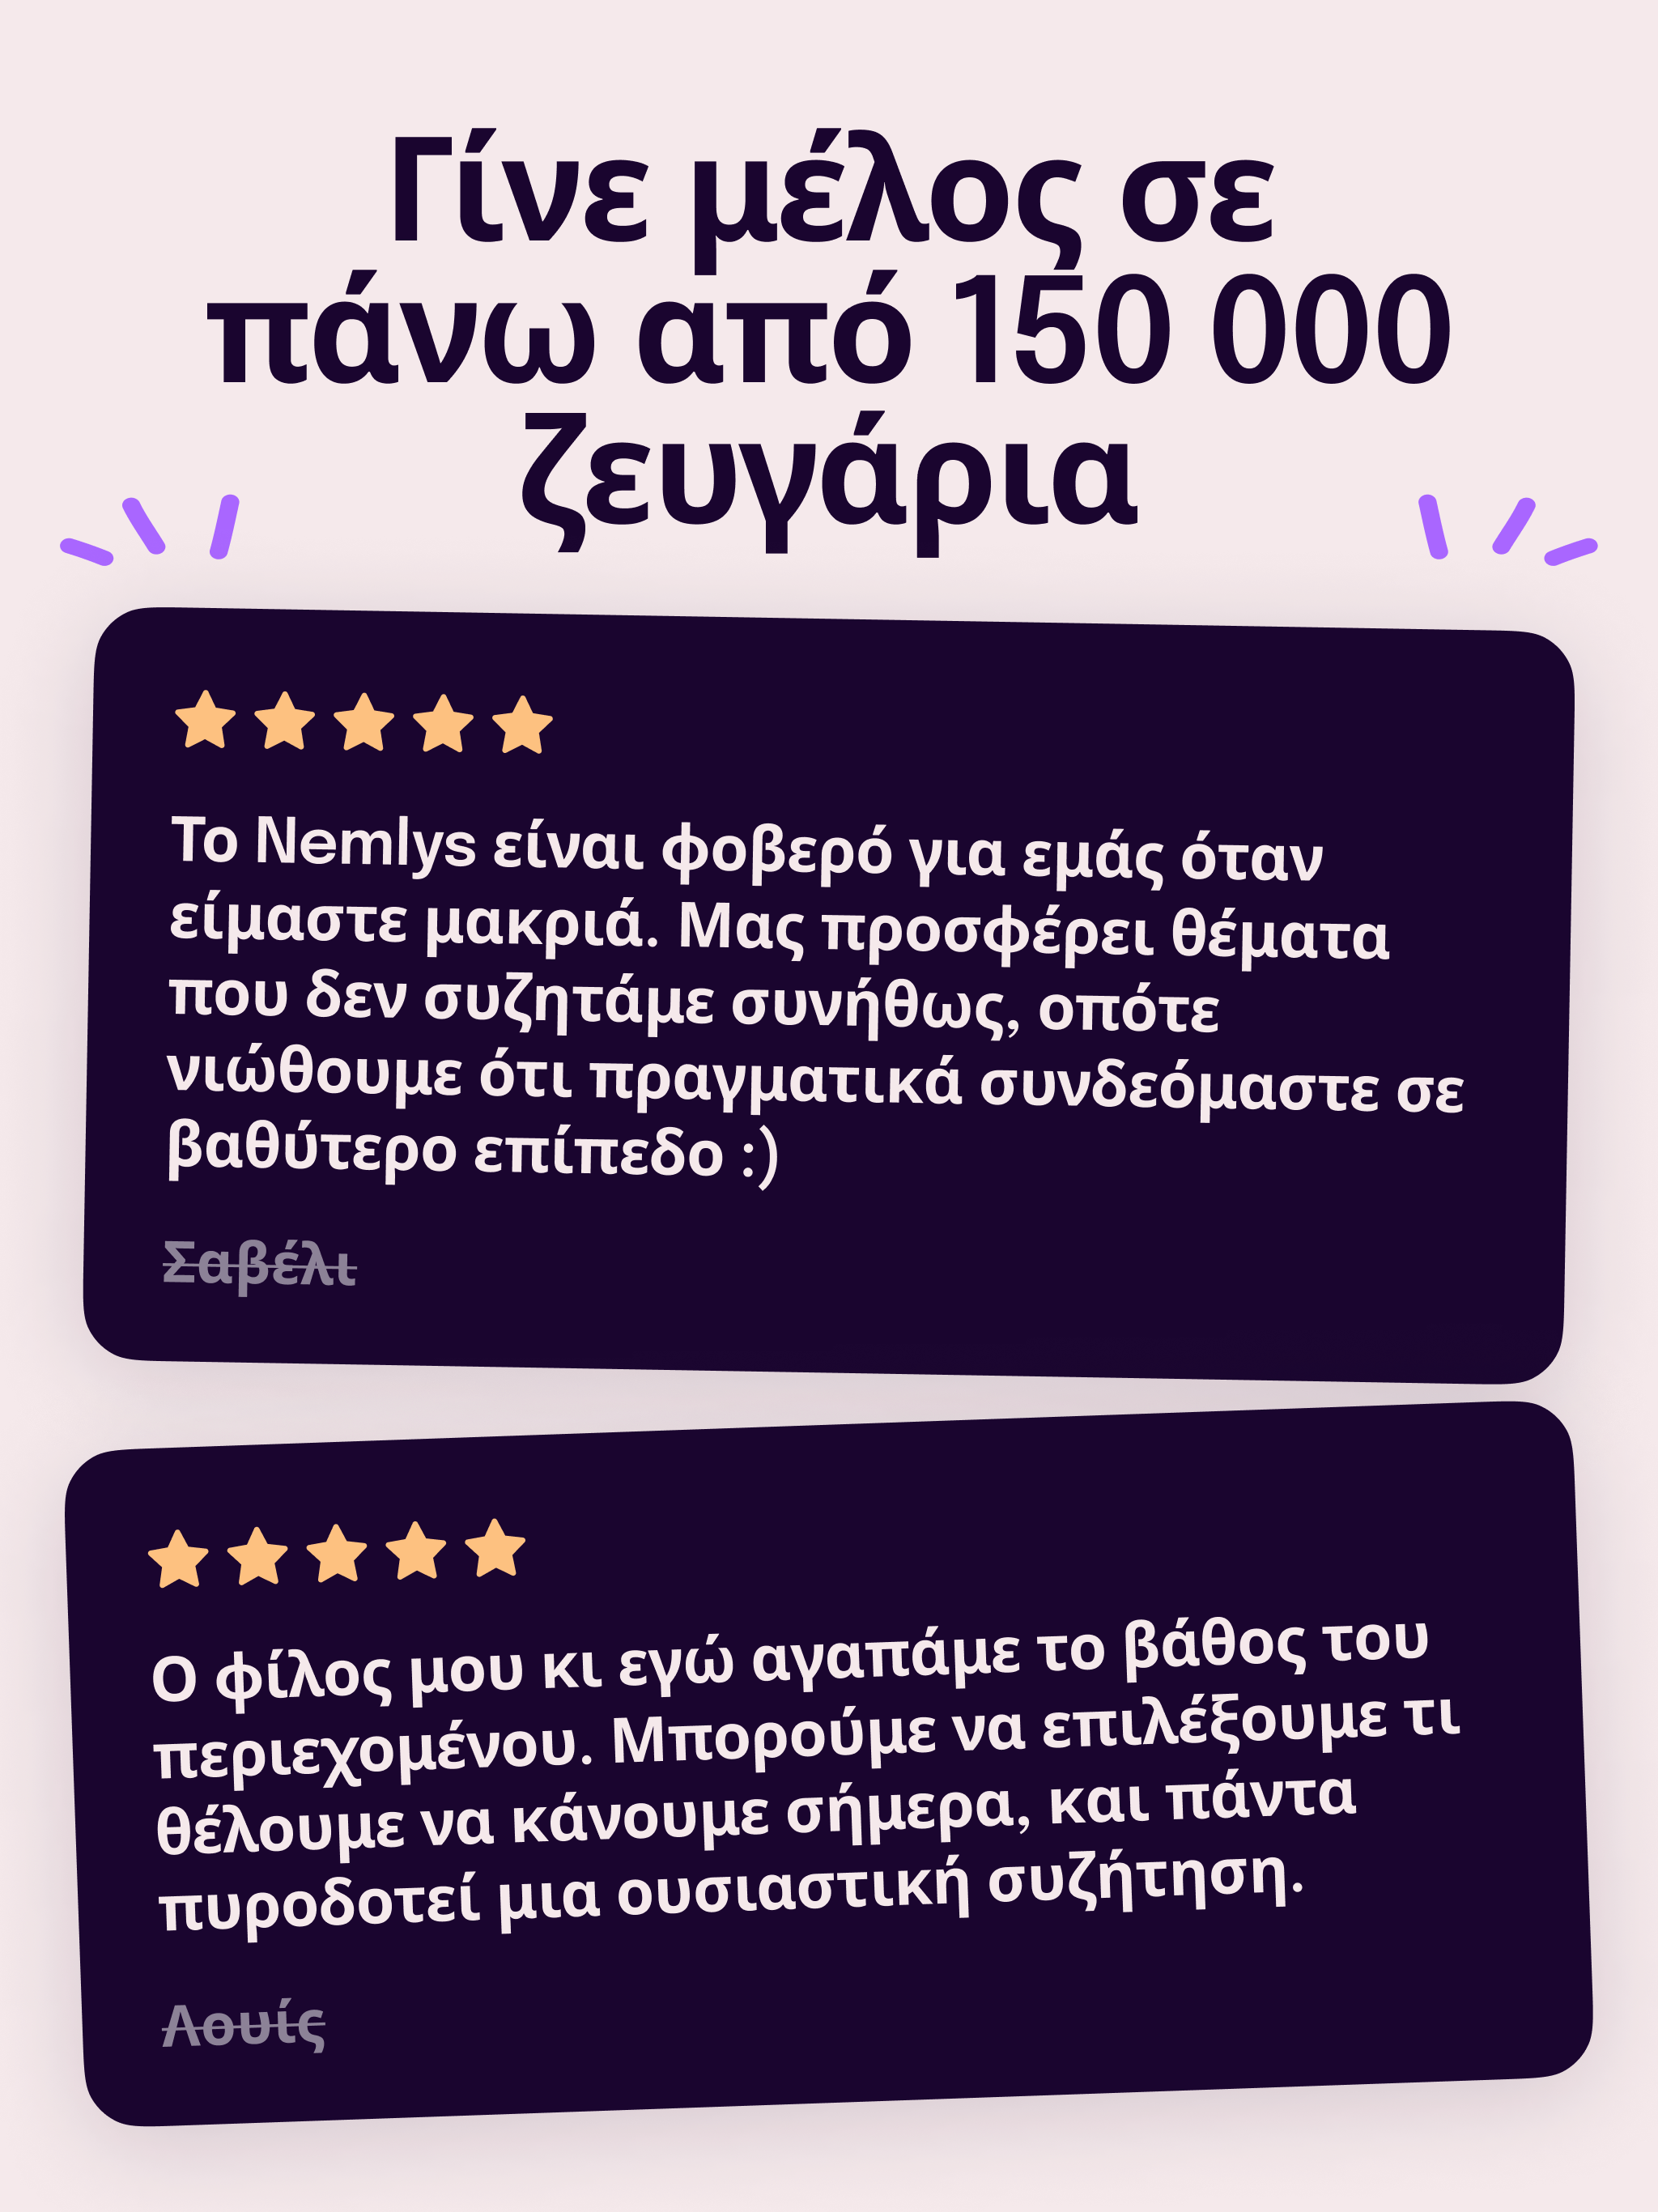 Γίνε μέλος σε
πάνω από 150 000
ζευγάρια
Το Nemlys είναι φοβερό για εμάς όταν
είμαστε μακριά. Μας προσφέρει θέματα
που δεν συζητάμε συνήθως, οπότε
νιώθουμε ότι πραγματικά συνδεόμαστε σε
βαθύτερο επίπεδο :)
Σαβέλι
Ο φίλος μου κι εγώ αγαπάμε το βάθος του
περιεχομένου. Μπορούμε να επιλέξουμε τι
θέλουμε να κάνουμε σήμερα, και πάντα
πυροδοτεί μια ουσιαστική συζήτηση.
Λουίς